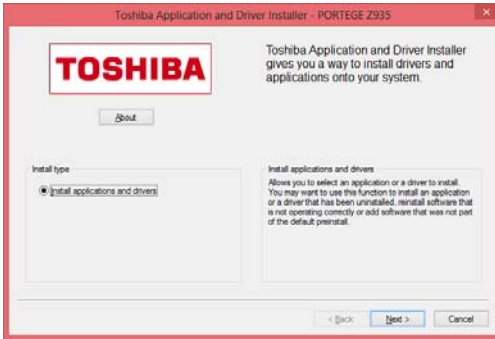 Toshiba Application and Driver Installer - PORTEGE Z935
TOSHIBA
Toshiba Application and Driver Installer
gives you a way to install drivers and
applications onto your system.
About
Install type
Install applications and drivers
Install applications and drivers
Allows you to select an application or a driver to install.
You may want to use this function to install an application
or a driver that has been uninstalled, reinstall software that
is not operating correctly or add software that was not part
of the default preinstall.
< Back
Next >
Cancel